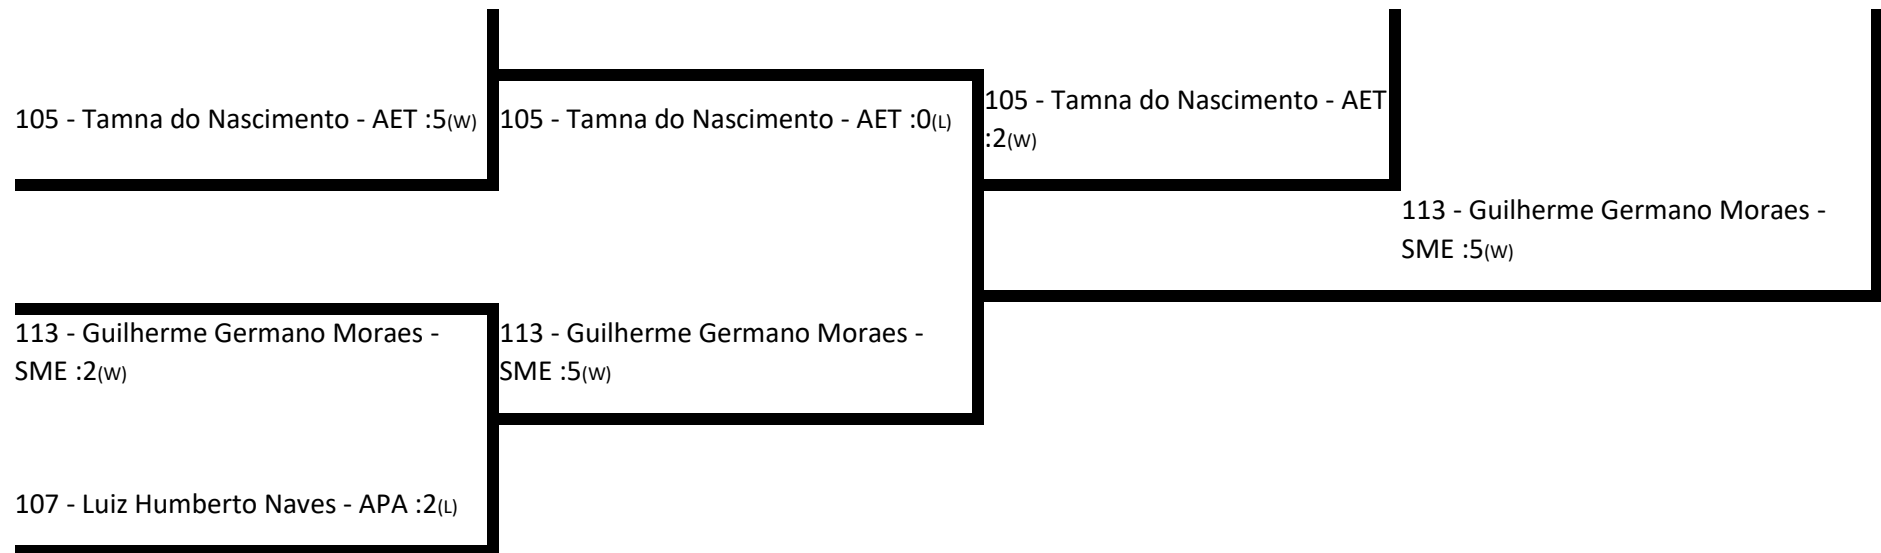 105 - Tamna do Nascimento - AET :5(W)
105 - Tamna do Nascimento - AET :0(L)
105 - Tamna do Nascimento - AET
:2(W)
113 - Guilherme Germano Moraes -
SME :5(W)
113 - Guilherme Germano Moraes -
SME :2(W)
113 - Guilherme Germano Moraes -
SME :5(W)
107 - Luiz Humberto Naves - APA :2(L)